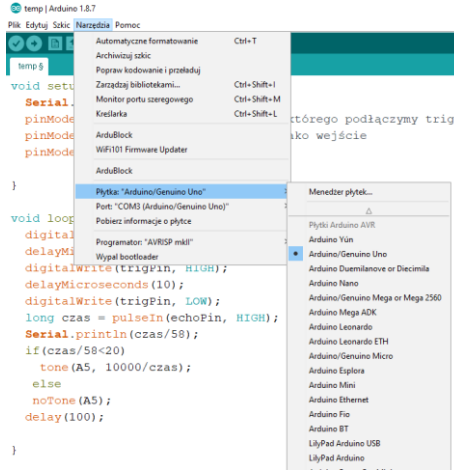 temp | Arduino 1.8.7
Plik Edytuj Szkic Narzędzia Pomoc
temp §
Automatyczne formatowanie Ctrl+T
Archiwizuj szkic
Popraw kodowanie i przeładuj
Zarządzaj bibliotekami... Ctrl+Shift+I
Monitor portu szeregowego Ctrl+Shift+M
Kreślarka Ctrl+Shift+L
ArduBlock
WiFi101 Firmware Updater
ArduBlock
Płytka: "Arduino/Genuino Uno"
Port: "COM3 (Arduino/Genuino Uno)"
Pobierz informacje o płytce
Programator: "AVRISP mkII"
Wypal bootloader
Menedżer płytek...
Płytki Arduino AVR
Arduino Yún
Arduino/Genuino Uno
Arduino Duemilanove or Diecimila
Arduino Nano
Arduino/Genuino Mega or Mega 2560
Arduino Mega ADK
Arduino Leonardo
Arduino Leonardo ETH
Arduino/Genuino Micro
Arduino Esplora
Arduino Mini
Arduino Ethernet
Arduino Fio
Arduino BT
LilyPad Arduino USB
LilyPad Arduino
void setu
Serial.
pinMode którego podłączymy trig
pinMode ako wejście
pinMode
}
void loop
digital
delayMi
digitalWrite(trigPin, HIGH);
delayMicroseconds(10);
digitalWrite(trigPin, LOW);
long czas = pulseIn(echoPin, HIGH);
Serial.println(czas/58);
if(czas/58<20)
tone(A5, 10000/czas);
else
noTone(A5);
delay(100);
}